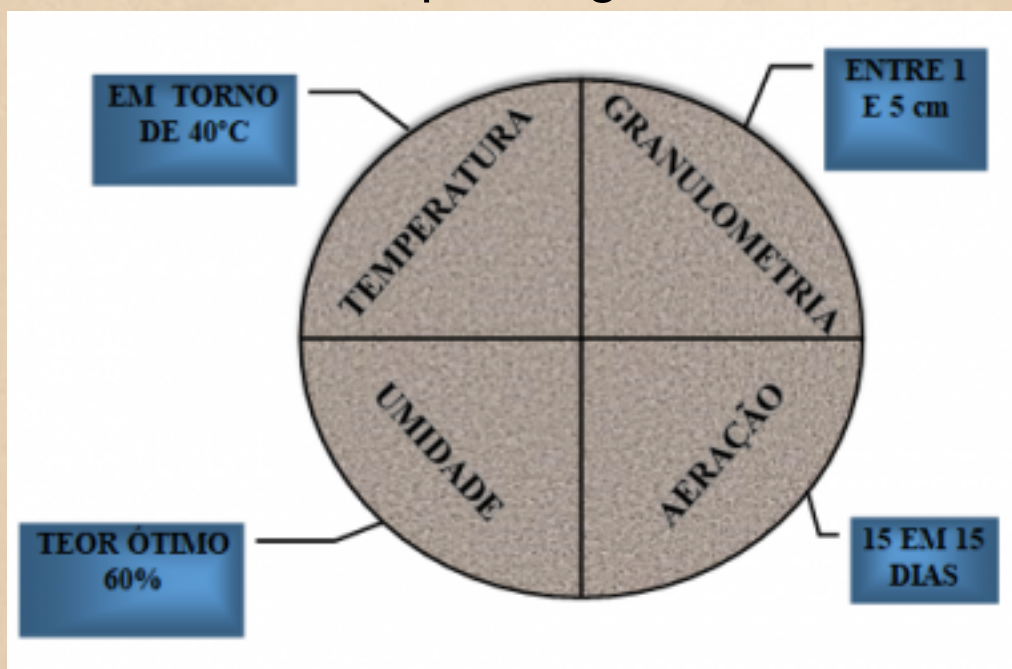 EM TORNO
DE 40°C
ENTRE 1
E 5 cm
TEMPERATURA
GRANULOMETRIA
UMIDADE
AERAÇÃO
TEOR ÓTIMO
60%
15 EM 15
DIAS